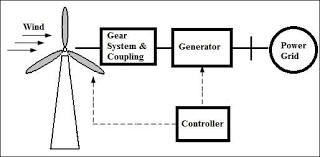 Wind
Gear
System &
Coupling
Generator
Power
Grid
Controller